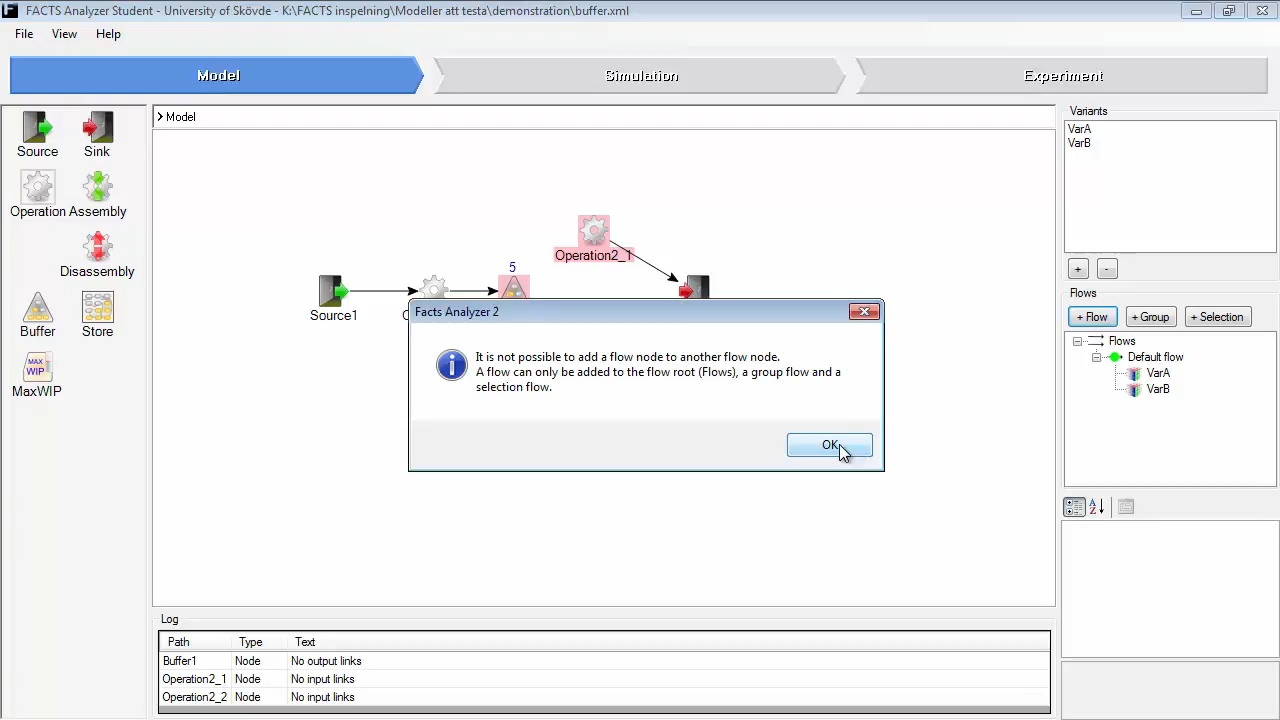 FACTS Analyzer Student - University of Skövde - K:\FACTS inspelning\Modeller att testa\demonstration\buffer.xml
File View Help
Model Simulation Experiment
Source Sink
Operation Assembly
Disassembly
Buffer Store
MAX WIP
MaxWIP
Model
5
Operation2_1
Source1
Facts Analyzer 2
It is not possible to add a flow node to another flow node.
A flow can only be added to the flow root (Flows), a group flow and a
selection flow.
OK
Variants
VarA
VarB
+ -
Flows
+ Flow + Group + Selection
Flows
Default flow
VarA
VarB
A
Z
Log
Path Type Text
Buffer1 Node No output links
Operation2_1 Node No input links
Operation2_2 Node No input links